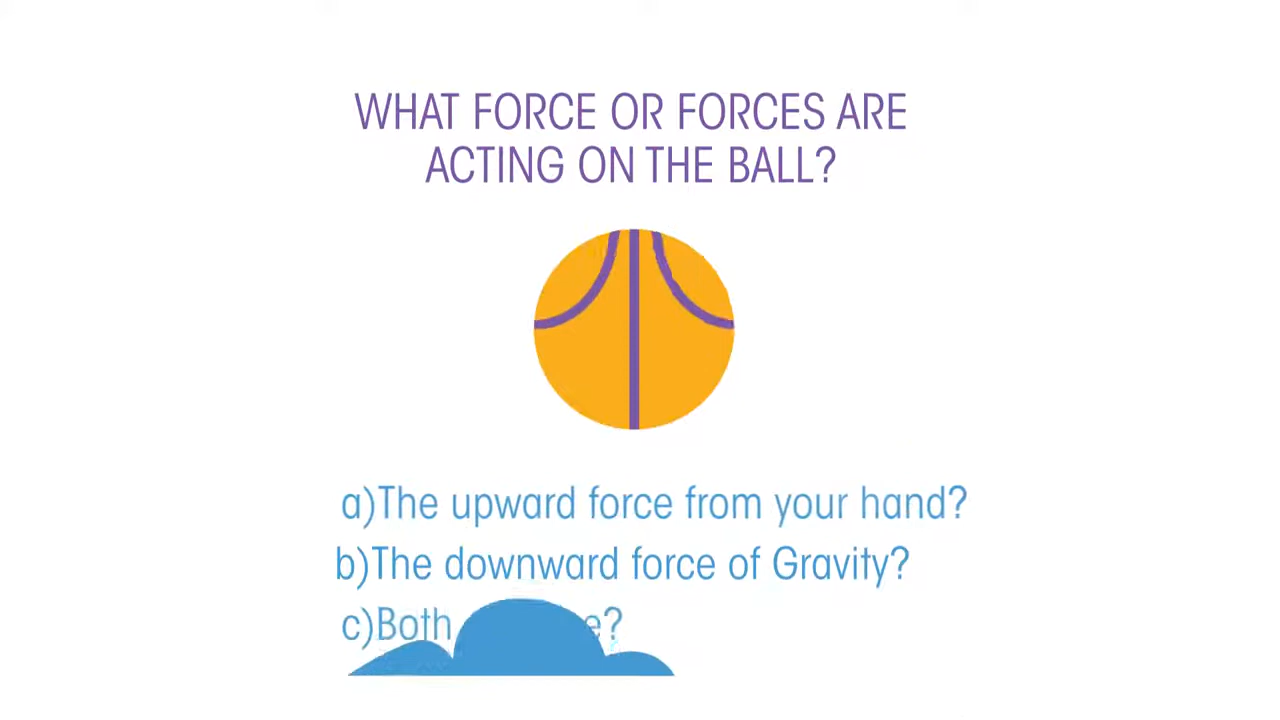 WHAT FORCE OR FORCES ARE
ACTING ON THE BALL?
a)The upward force from your hand?
b)The downward force of Gravity?
c)Both